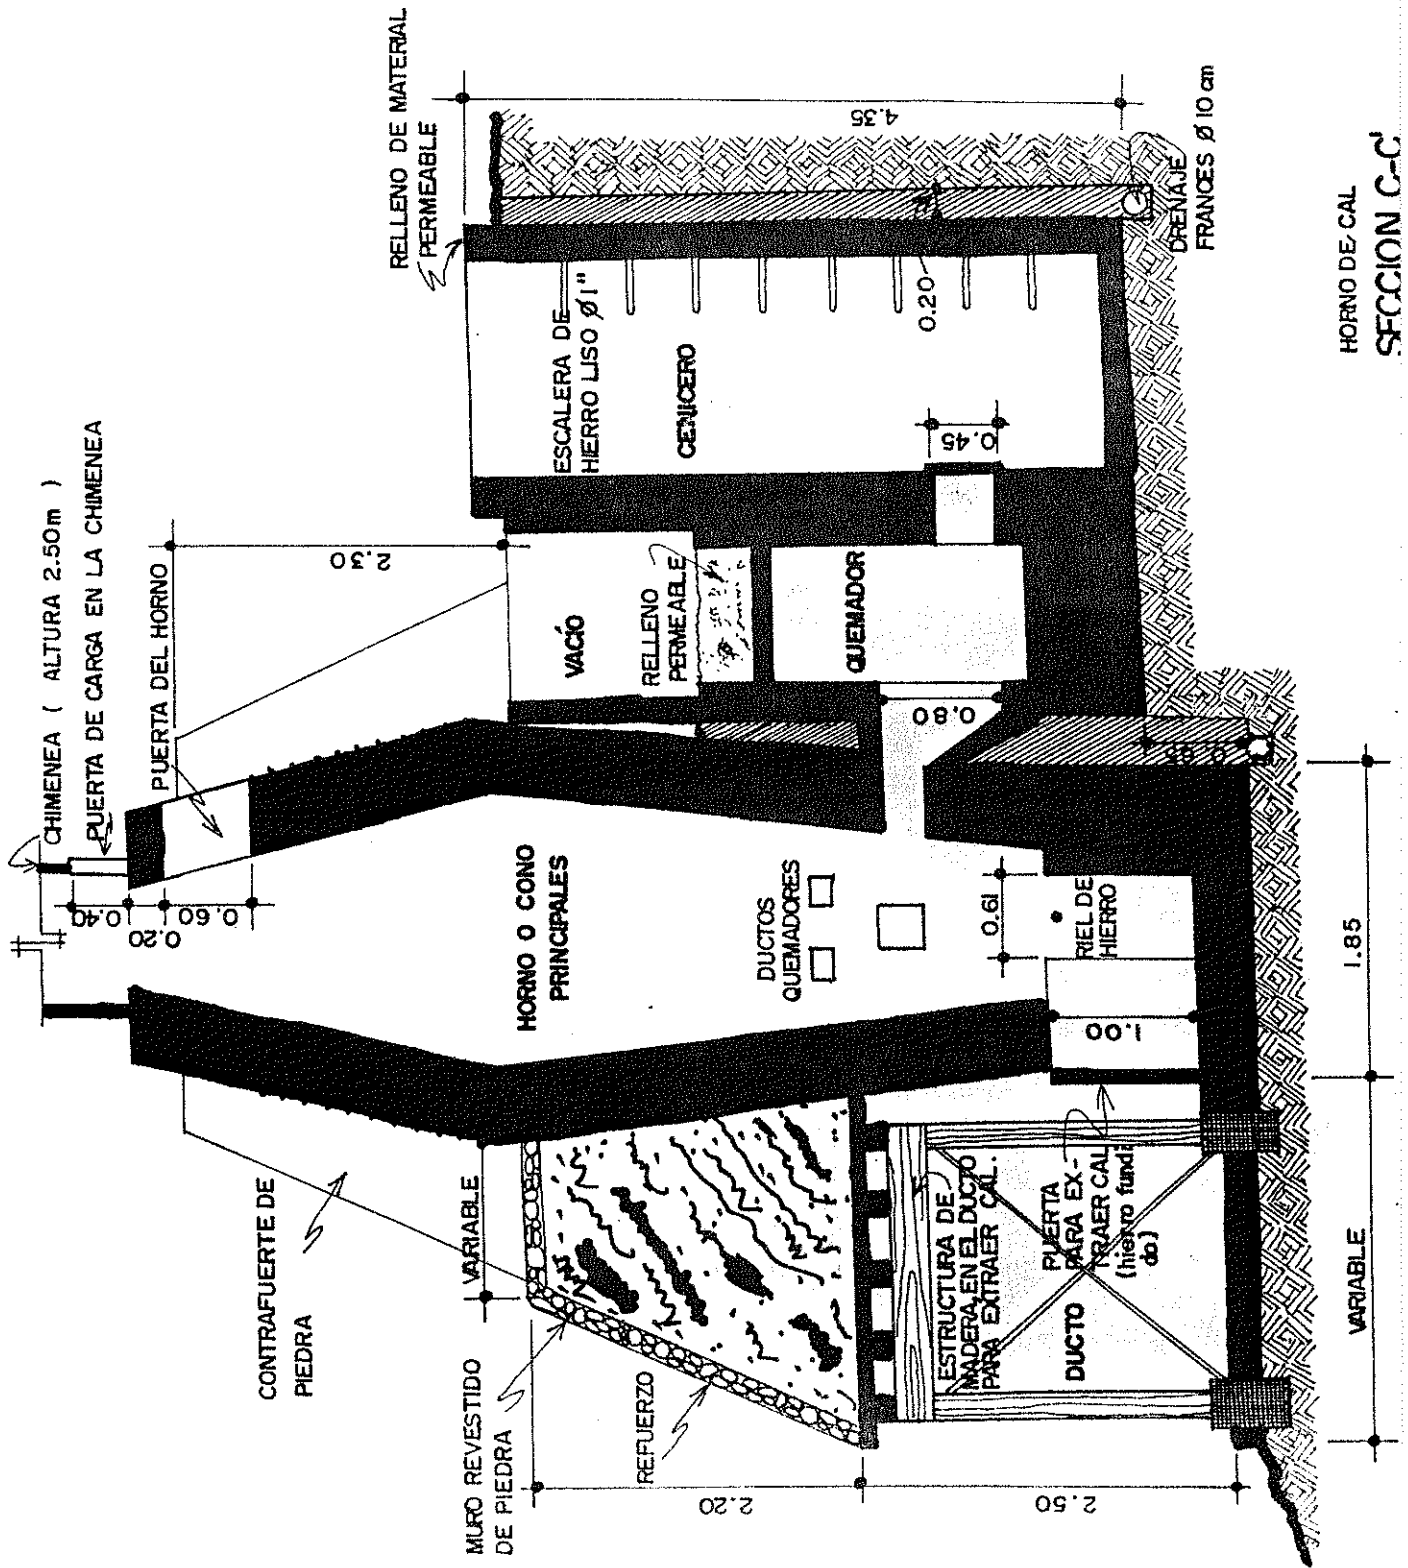 CHIMENEA ( ALTURA 2.50m )
PUERTA DE CARGA EN LA CHIMENEA
PUERTA DEL HORNO
0.40
0.20
0.60
2.30
CONTRAFUERTE DE
PIEDRA
VARIABLE
MURO REVESTIDO
DE PIEDRA
REFUERZO
2.20
2.50
HORNO O CONO
PRINCIPALES
DUCTOS
QUEMADORES
0.61
RIEL DE
HIERRO
1.00
ESTRUCTURA DE
MADERA, EN EL DUCTO
PARA EXTRAER CAL.
DUCTO
PUERTA
PARA EX-
TRAER CAL
(hierro fundi
do)
VARIABLE
1.85
VACIO
RELLENO
PERMEABLE
QUEMADOR
0.80
RELLENO DE MATERIAL
PERMEABLE
ESCALERA DE
HIERRO LISO Ø1"
CENICERO
0.20
0.45
4.35
DRENAJE
FRANCES Ø 10 cm
HORNO DE CAL
SECCION C-C'